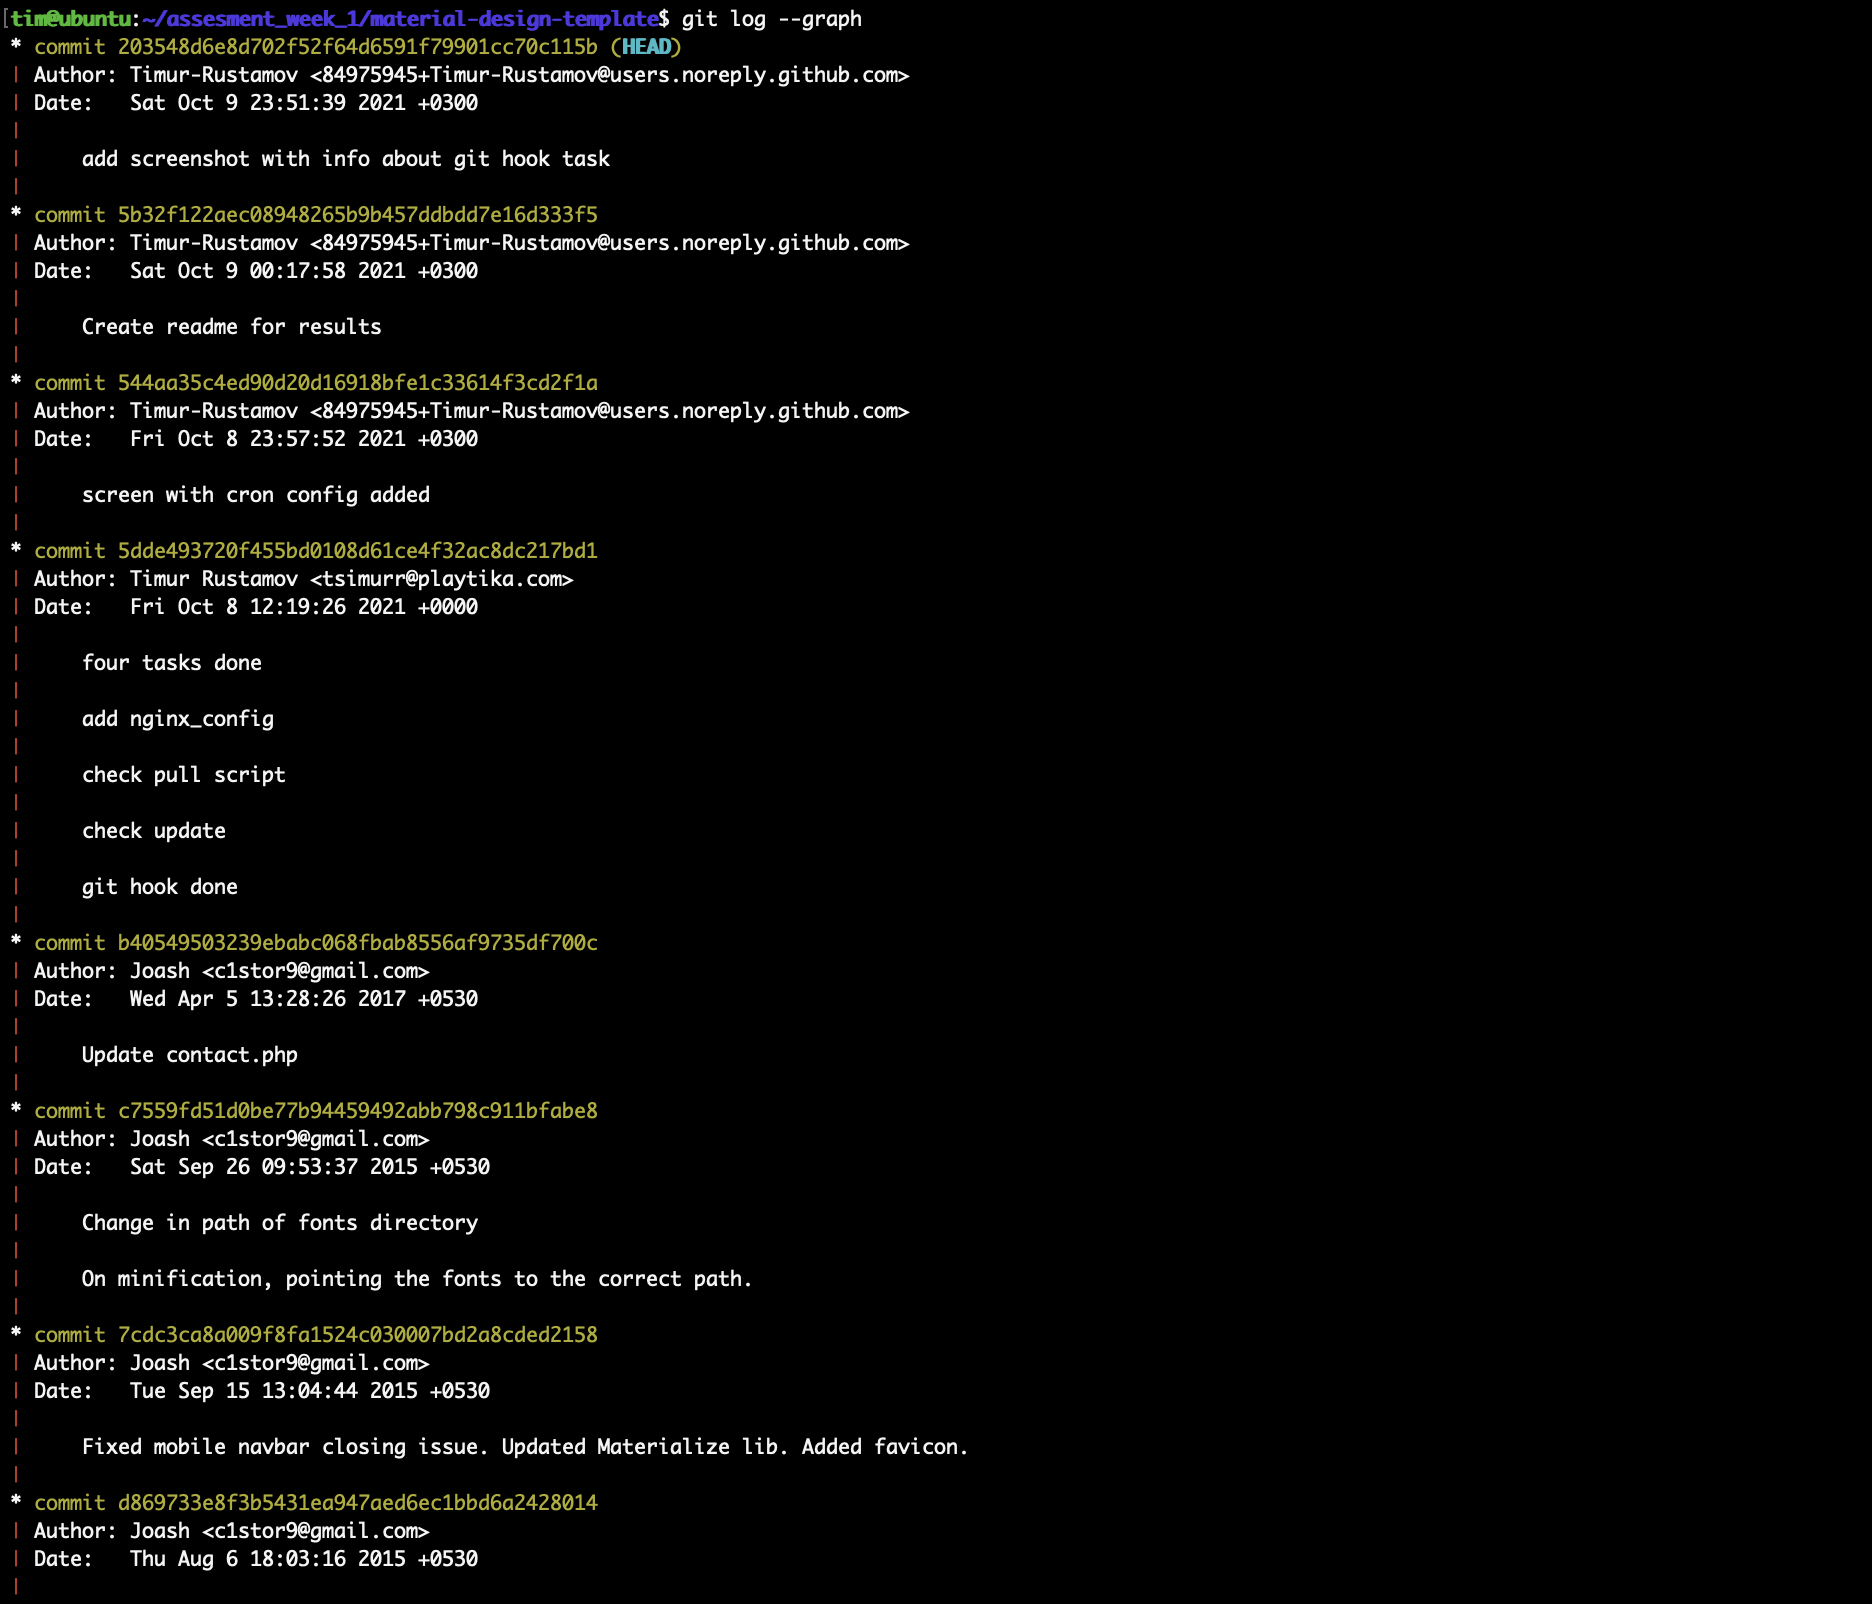 [tim@ubuntu:~/assesment_week_1/material-design-template$ git log --graph
* commit 203548d6e8d702f52f64d6591f79901cc70c115b (HEAD)
| Author: Timur-Rustamov <84975945+Timur-Rustamov@users.noreply.github.com>
| Date:   Sat Oct 9 23:51:39 2021 +0300
|
|     add screenshot with info about git hook task
|
* commit 5b32f122aec08948265b9b457ddbdd7e16d333f5
| Author: Timur-Rustamov <84975945+Timur-Rustamov@users.noreply.github.com>
| Date:   Sat Oct 9 00:17:58 2021 +0300
|
|     Create readme for results
|
* commit 544aa35c4ed90d20d16918bfe1c33614f3cd2f1a
| Author: Timur-Rustamov <84975945+Timur-Rustamov@users.noreply.github.com>
| Date:   Fri Oct 8 23:57:52 2021 +0300
|
|     screen with cron config added
|
* commit 5dde493720f455bd0108d61ce4f32ac8dc217bd1
| Author: Timur Rustamov <tsimurr@playtika.com>
| Date:   Fri Oct 8 12:19:26 2021 +0000
|
|     four tasks done
|
|     add nginx_config
|
|     check pull script
|
|     check update
|
|     git hook done
|
* commit b40549503239ebabc068fbab8556af9735df700c
| Author: Joash <c1stor9@gmail.com>
| Date:   Wed Apr 5 13:28:26 2017 +0530
|
|     Update contact.php
|
* commit c7559fd51d0be77b94459492abb798c911bfabe8
| Author: Joash <c1stor9@gmail.com>
| Date:   Sat Sep 26 09:53:37 2015 +0530
|
|     Change in path of fonts directory
|
|     On minification, pointing the fonts to the correct path.
|
* commit 7cdc3ca8a009f8fa1524c030007bd2a8cded2158
| Author: Joash <c1stor9@gmail.com>
| Date:   Tue Sep 15 13:04:44 2015 +0530
|
|     Fixed mobile navbar closing issue. Updated Materialize lib. Added favicon.
|
* commit d869733e8f3b5431ea947aed6ec1bbd6a2428014
| Author: Joash <c1stor9@gmail.com>
| Date:   Thu Aug 6 18:03:16 2015 +0530
|